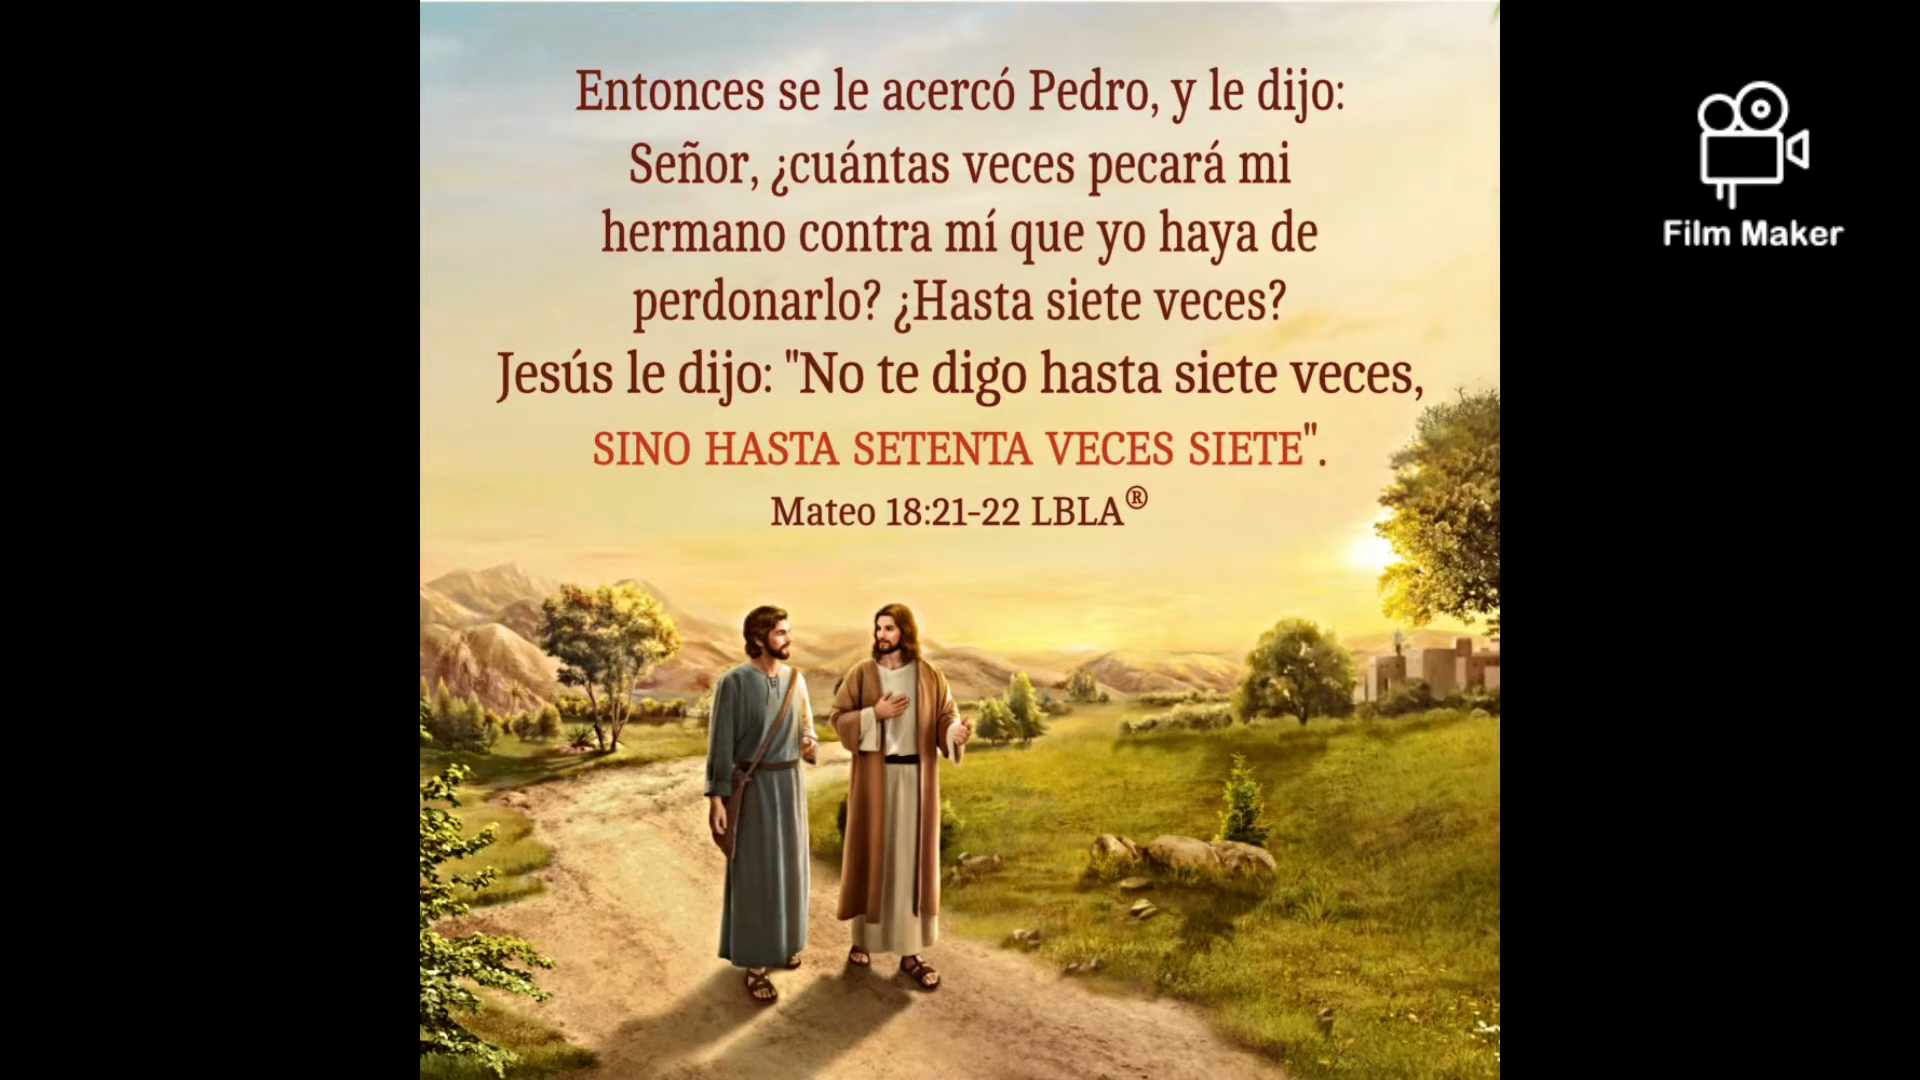 Entonces se le acercó Pedro, y le dijo:
Señor, ¿cuántas veces pecará mi
hermano contra mí que yo haya de
perdonarlo? ¿Hasta siete veces?
Jesús le dijo: "No te digo hasta siete veces,
SINO HASTA SETENTA VECES SIETE".
Mateo 18:21-22 LBLA®
Film Maker